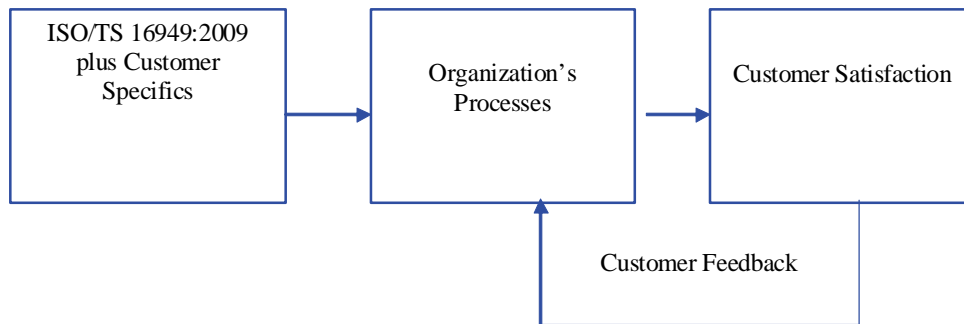 ISO/TS 16949:2009
plus Customer
Specifics
Organization’s
Processes
Customer Satisfaction
Customer Feedback